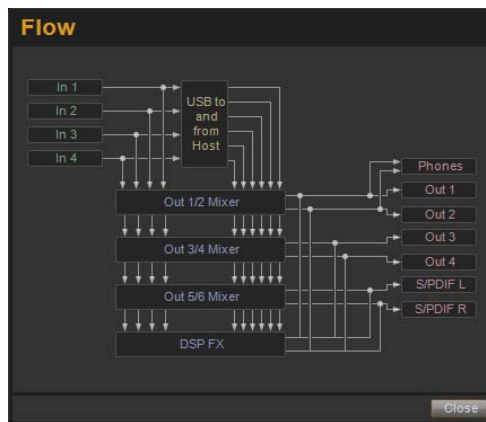 Flow
In 1
In 2
In 3
In 4
USB to
and
from
Host
Out 1/2 Mixer
Out 3/4 Mixer
Out 5/6 Mixer
DSP FX
Phones
Out 1
Out 2
Out 3
Out 4
S/PDIF L
S/PDIF R
Close